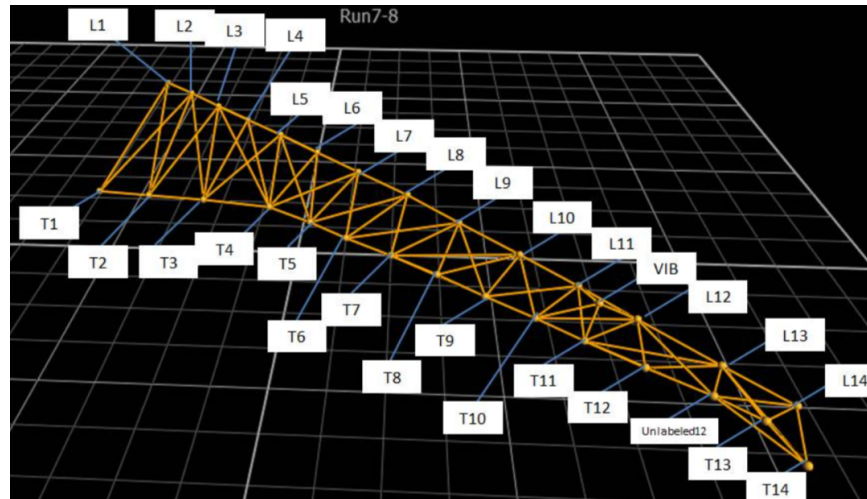 Run7-8
L1
L2
L3
L4
L5
L6
L7
L8
L9
L10
L11
VIB
L12
L13
L14
T1
T2
T3
T4
T5
T6
T7
T8
T9
T10
T11
T12
Unlabeled12
T13
T14